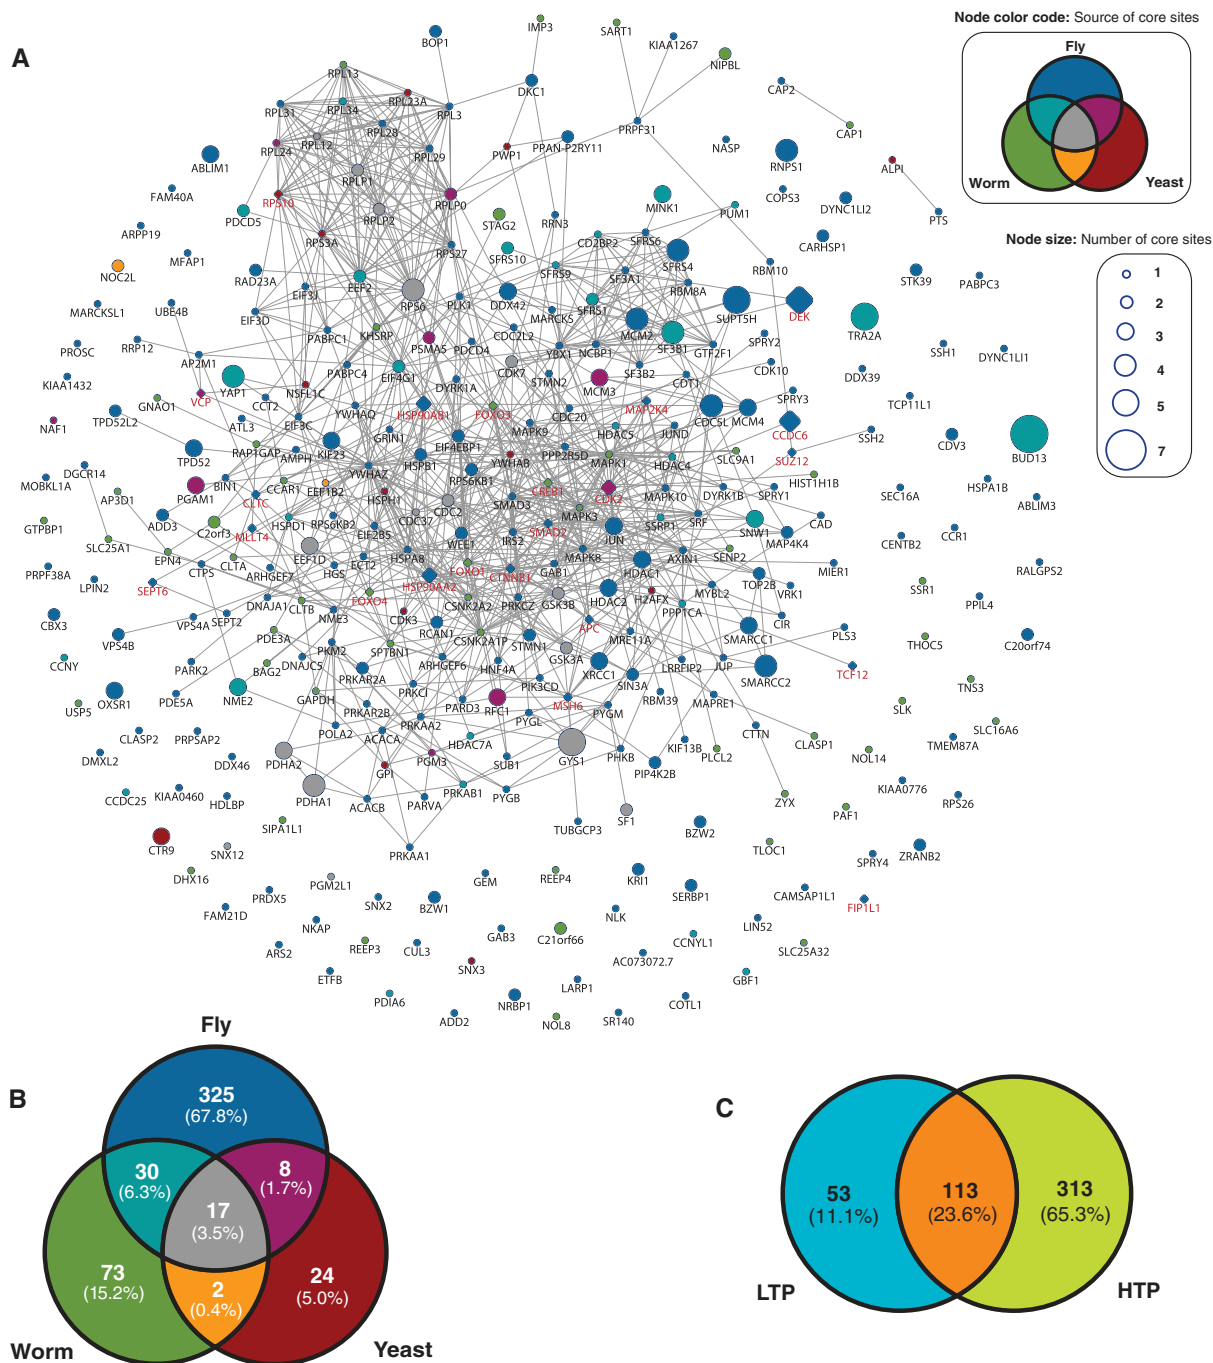 A
Node color code: Source of core sites
Fly
Worm
Yeast
Node size: Number of core sites
1
2
3
4
5
7
IMP3
BOP1
SART1
KIAA1267
NIPBL
RPL13
RPL23A
DKC1
CAP2
RPL31
RPL34
RPL3
RPL28
PRPF31
CAP1
RPL24
RPL12
RPL29
PWP1
PPAN-P2RY11
NASP
RNPS1
ALPI
ABLIM1
RPLP1
FAM40A
RPS10
RPLP0
MINK1
COPS3
DYNC1LI2
PTS
PDCD5
RPLP2
STAG2
RRN3
PUM1
ARPP19
RPS3A
CD2BP2
SFRS6
CARHSP1
MFAP1
RPS27
SFRS10
SFRS4
NOC2L
RAD23A
EEF2
SFRS9
SF3A1
RBM10
STK39
PABPC3
EIF3J
RPS6
PLK1
DDX42
RBM8A
MARCKSL1
UBE4B
EIF3D
MARCKS
SFRS1
SUPT5H
DEK
TRA2A
PROSC
RRP12
PABPC1
KHSRP
PSMA5
CDC2L2
MCM2
SF3B1
SPRY2
SSH1
DYNC1LI1
PDCD4
YBX1
NCBP1
GTF2F1
AP2M1
PABPC4
EIF4G1
CDK7
SF3B2
CDK10
DDX39
KIAA1432
YAP1
NSFL1C
DYRK1A
STMN2
MCM3
CDT1
VCP
GNAO1
CCT2
YWHAQ
HSP90AB1
FOXO3
CDC20
MAP2K4
SPRY3
TCP11L1
NAF1
TPD52L2
ATL3
EIF3C
GRIN1
MAPK9
HDAC5
JUND
CDC5L
MCM4
CCDC6
SSH2
CDV3
BUD13
TPD52
RAP1GAP
AMPH
KIF23
HSPB1
EIF4EBP1
YWHAB
PPP2R5D
MAPK1
HDAC4
SLC9A1
SUZ12
DGCR14
MOBKL1A
PGAM1
BIN1
CCAR1
EEF1B2
YWHAZ
HSPH1
RPS6KB1
CREB1
CDK2
MAPK10
DYRK1B
SPRY1
HIST1H1B
SEC16A
HSPA1B
AP3D1
CLTC
CDC2
SMAD3
MAPK3
ABLIM3
GTPBP1
ADD3
C2orf3
HSPD1
RPS6KB2
EIF2B5
CDC37
IRS2
SMAD2
JUN
SSRP1
SRF
SNW1
CAD
MAP4K4
CENTB2
CCR1
SLC25A1
MLLT4
EEF1D
WEE1
EPN4
CLTA
ARHGEF7
HGS
ECT2
HSPA8
MAPK8
AXIN1
SENP2
MIER1
RALGPS2
PRPF38A
LPIN2
CTPS
FOXO1
CTNNB1
GAB1
HDAC1
TOP2B
VRK1
SSR1
SEPT6
FOXO4
HSP90AA2
HDAC2
H2AFX
MYBL2
PPIL4
CBX3
VPS4A
SEPT2
DNAJA1
CLTB
NME3
CDK3
CSNK2A2
PRKCZ
GSK3B
PPP1CA
CIR
PLS3
VPS4B
PDE3A
PKM2
SPTBN1
RCAN1
CSNK2A1P
STMN1
APC
MRE11A
SMARCC1
THOC5
C20orf74
CCNY
PARK2
BAG2
DNAJC5
PRKAR2A
ARHGEF6
HNF4A
GSK3A
XRCC1
LRRFIP2
JUP
SMARCC2
TCF12
TNS3
USP5
OXSR1
PDE5A
NME2
GAPDH
PRKCI
PARD3
PIK3CD
SIN3A
RBM39
MAPRE1
SLK
PRKAR2B
RFC1
MSH6
PYGM
SLC16A6
CLASP2
PRPSAP2
POLA2
PRKAA2
PYGL
CTTN
CLASP1
TMEM87A
DMXL2
DDX46
PDHA2
ACACA
PGM3
HDAC7A
SUB1
GYS1
PHKB
KIF13B
PLCL2
NOL14
PIP4K2B
CCDC25
KIAA0460
HDLBP
PDHA1
GPI
PRKAB1
PYGB
KIAA0776
ACACB
PARVA
ZYX
PAF1
RPS26
CTR9
SIPA1L1
TUBGCP3
SF1
BZW2
SNX12
PRKAA1
TLOC1
SPRY4
ZRANB2
DHX16
PGM2L1
GEM
REEP4
KRI1
SERBP1
CAMSAP1L1
FIP1L1
PRDX5
SNX2
BZW1
FAM21D
NKAP
NLK
LIN52
ARS2
REEP3
CUL3
GAB3
C21orf66
CCNYL1
SLC25A32
ETFB
SNX3
AC073072.7
GBF1
PDIA6
NRBP1
LARP1
COTL1
ADD2
NOL8
SR140
B
Fly
325
(67.8%)
30
(6.3%)
8
(1.7%)
17
(3.5%)
73
(15.2%)
2
(0.4%)
24
(5.0%)
Worm
Yeast
C
53
(11.1%)
113
(23.6%)
313
(65.3%)
LTP
HTP